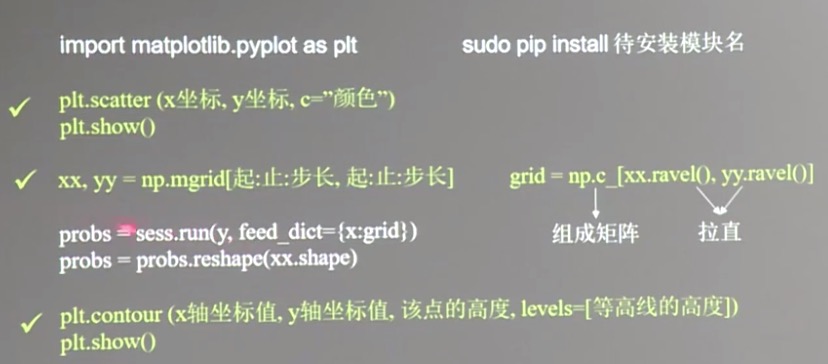 import matplotlib.pyplot as plt
sudo pip install 待安装模块名
plt.scatter (x坐标, y坐标, c=”颜色”)
plt.show()
xx, yy = np.mgrid[起:止:步长, 起:止:步长]
grid = np.c_[xx.ravel(), yy.ravel()]
组成矩阵
拉直
probs = sess.run(y, feed_dict={x:grid})
probs = probs.reshape(xx.shape)
plt.contour (x轴坐标值, y轴坐标值, 该点的高度, levels=[等高线的高度])
plt.show()